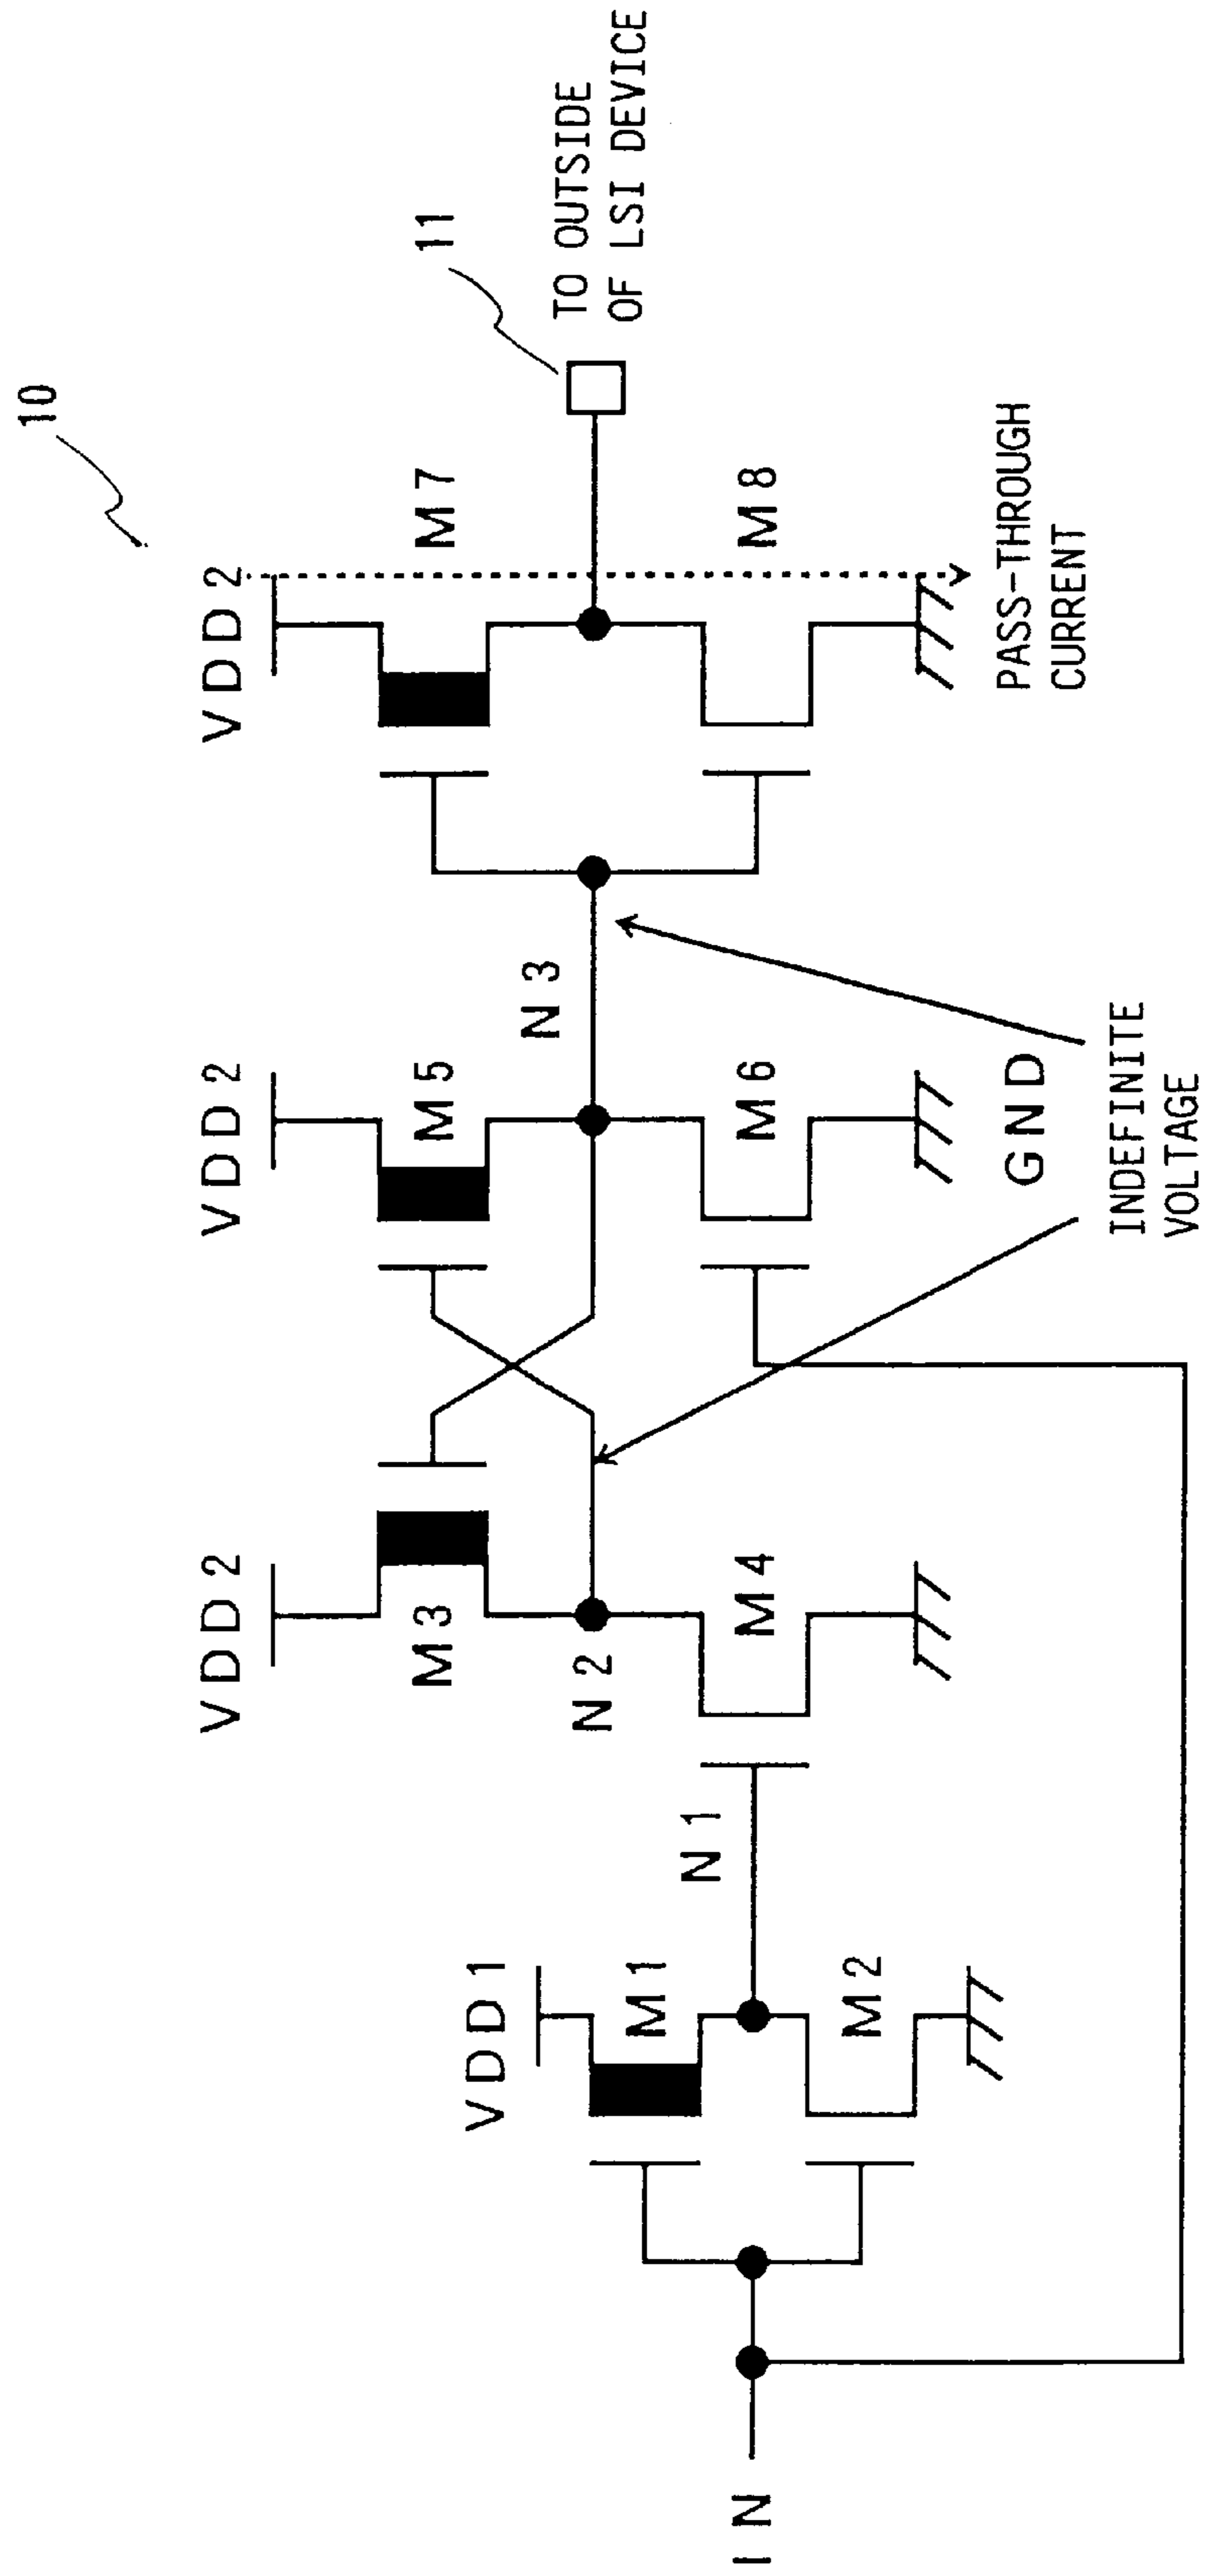 10
VDD2
VDD2
VDD2
VDD1
11
M7
M5
M3
M1
TO OUTSIDE
OF LSI DEVICE
N3
N2
N1
M8
M6
M4
M2
IN
PASS-THROUGH
CURRENT
GND
INDEFINITE
VOLTAGE